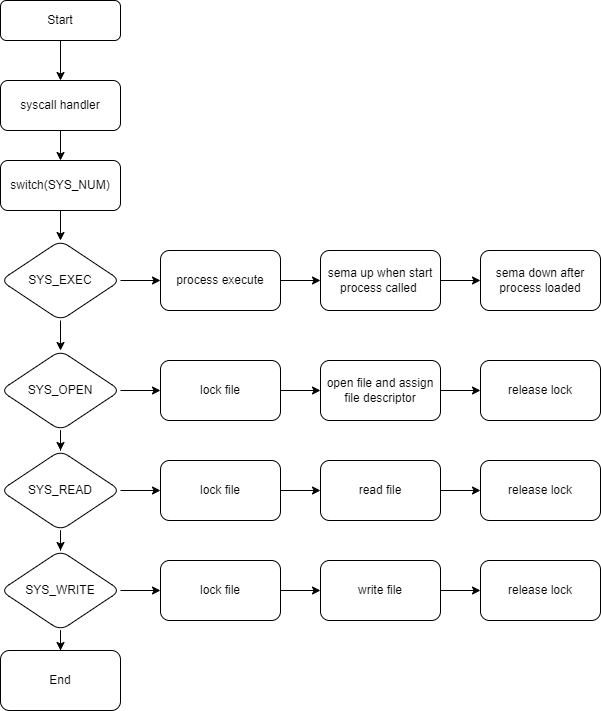 Start
syscall handler
switch(SYS_NUM)
SYS_EXEC
process execute
sema up when start
process called
sema down after
process loaded
SYS_OPEN
lock file
open file and assign
file descriptor
release lock
SYS_READ
lock file
read file
release lock
SYS_WRITE
lock file
write file
release lock
End